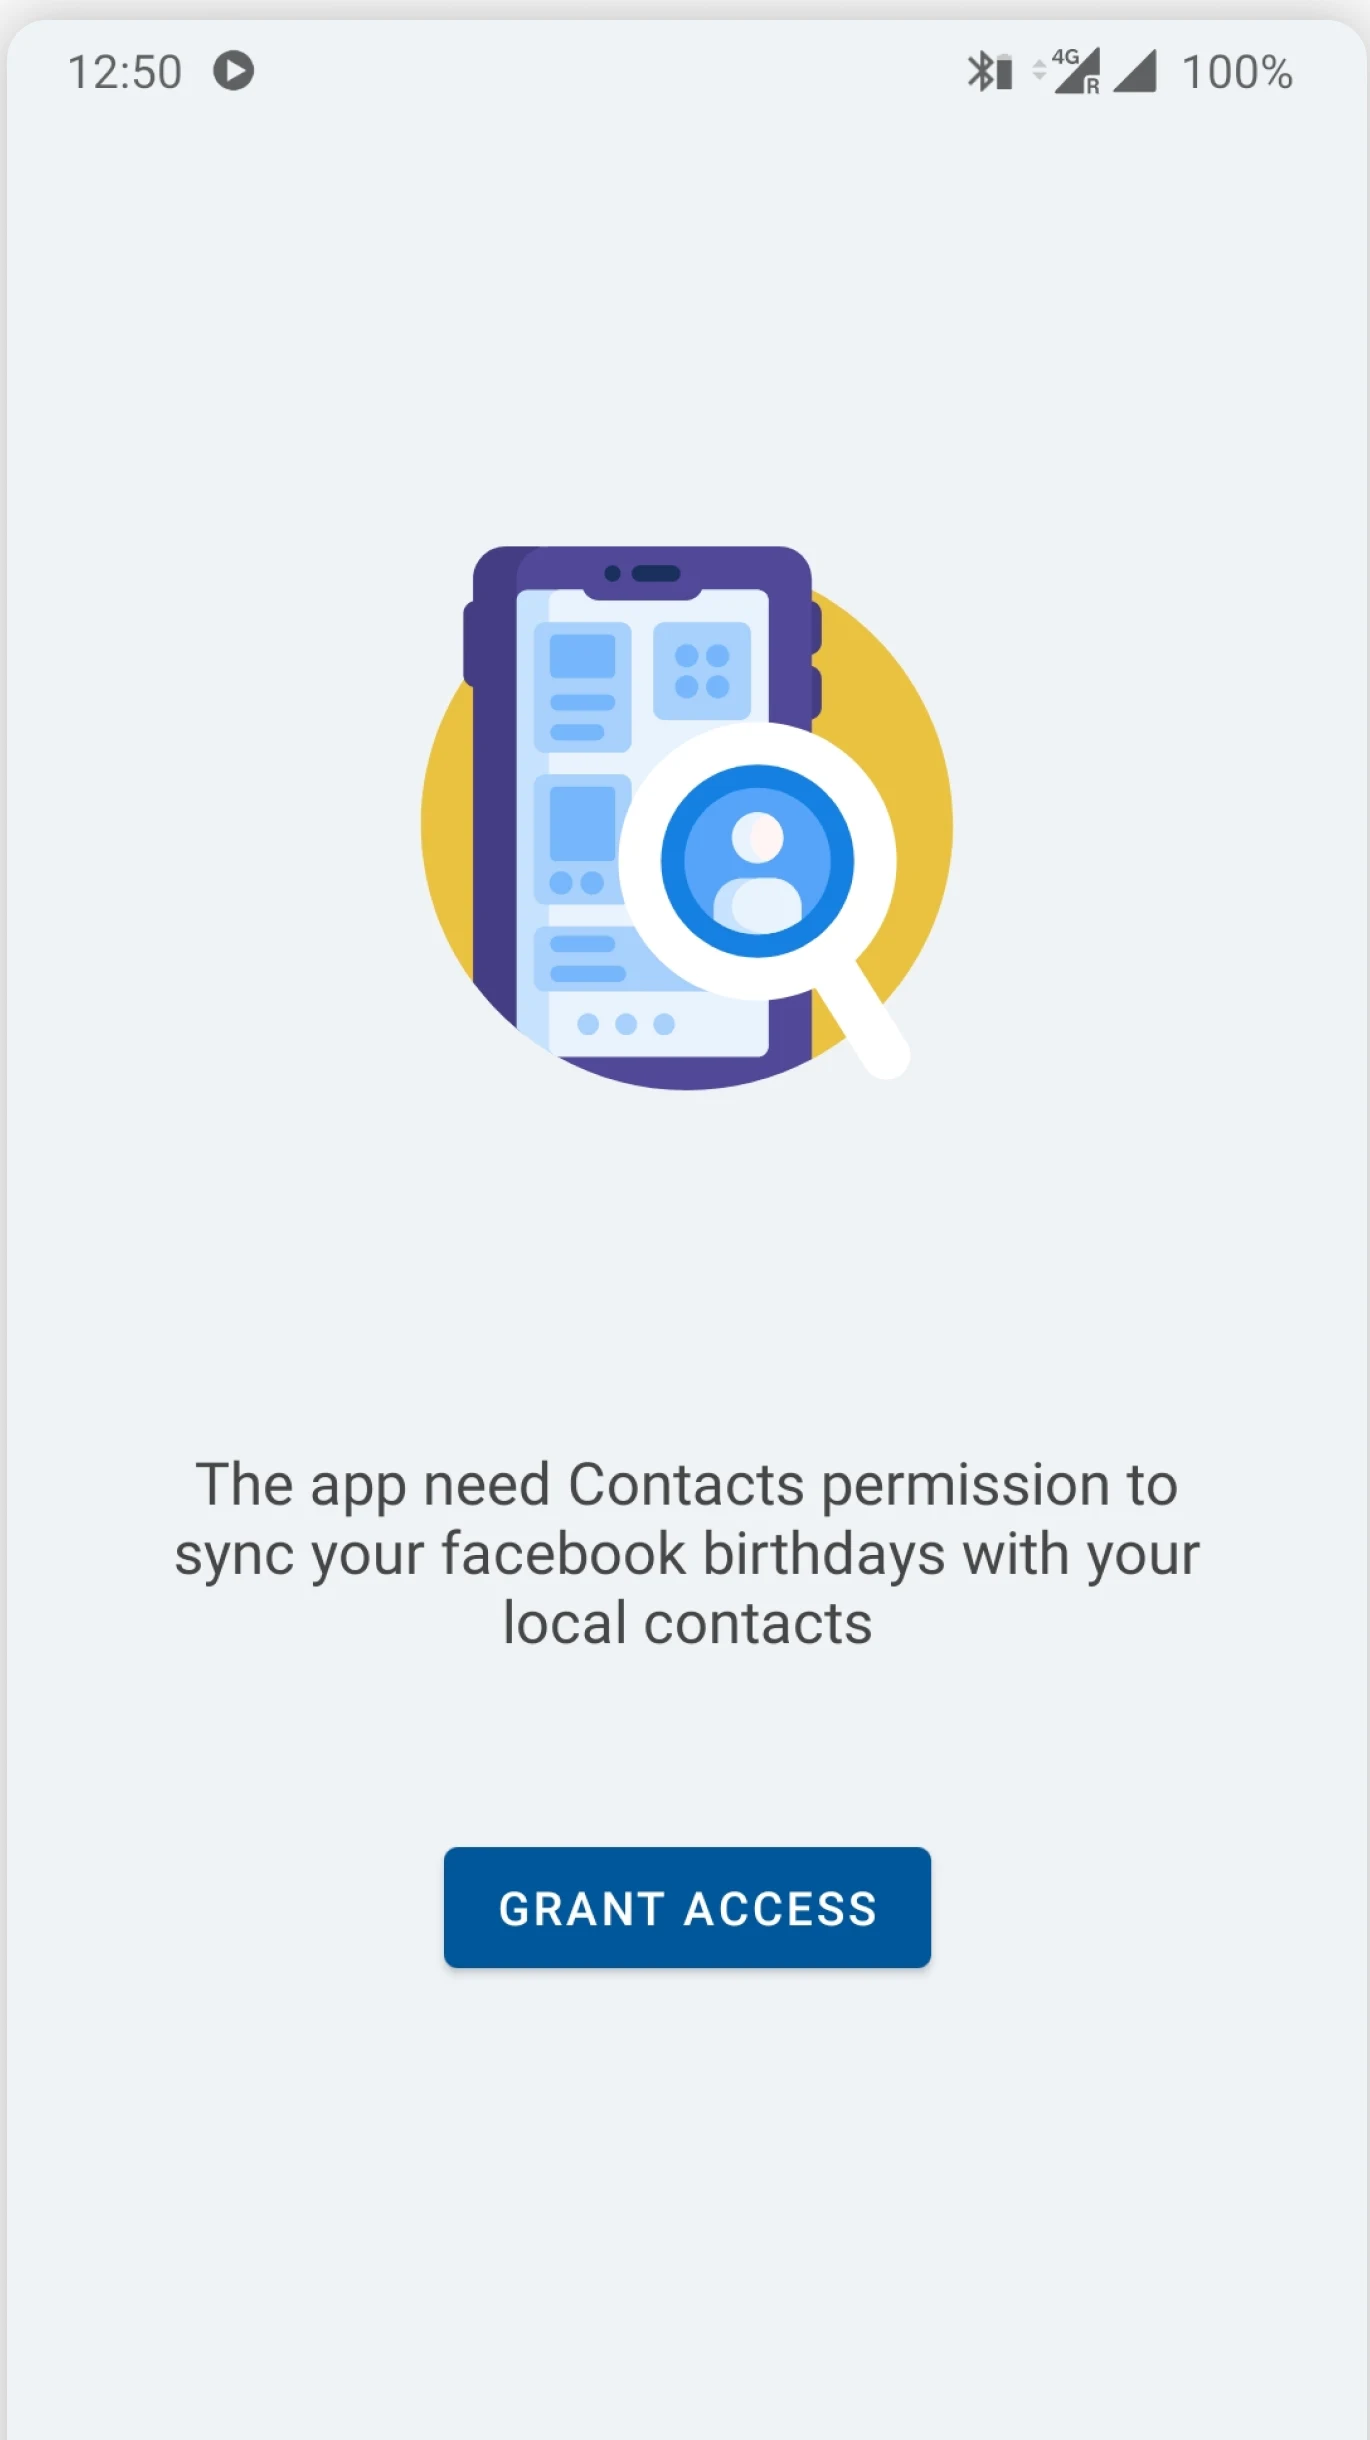 12:50 4G R 100%
The app need Contacts permission to
sync your facebook birthdays with your
local contacts
GRANT ACCESS